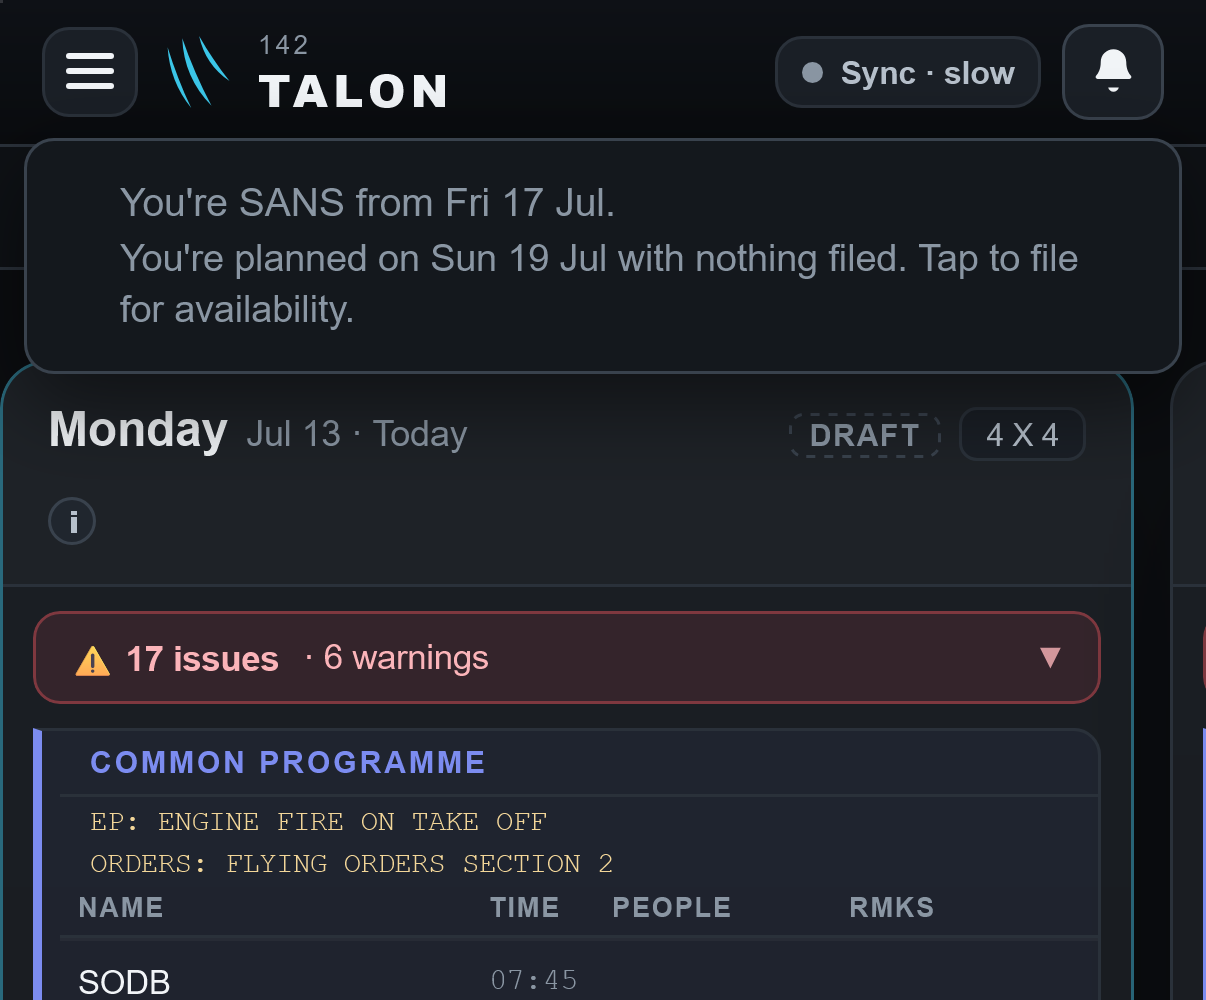 142
TALON
Sync · slow
You're SANS from Fri 17 Jul.
You're planned on Sun 19 Jul with nothing filed. Tap to file
for availability.
Monday Jul 13 · Today
DRAFT
4 X 4
i
17 issues · 6 warnings
COMMON PROGRAMME
EP: ENGINE FIRE ON TAKE OFF
ORDERS: FLYING ORDERS SECTION 2
NAME TIME PEOPLE RMKS
SODB 07:45